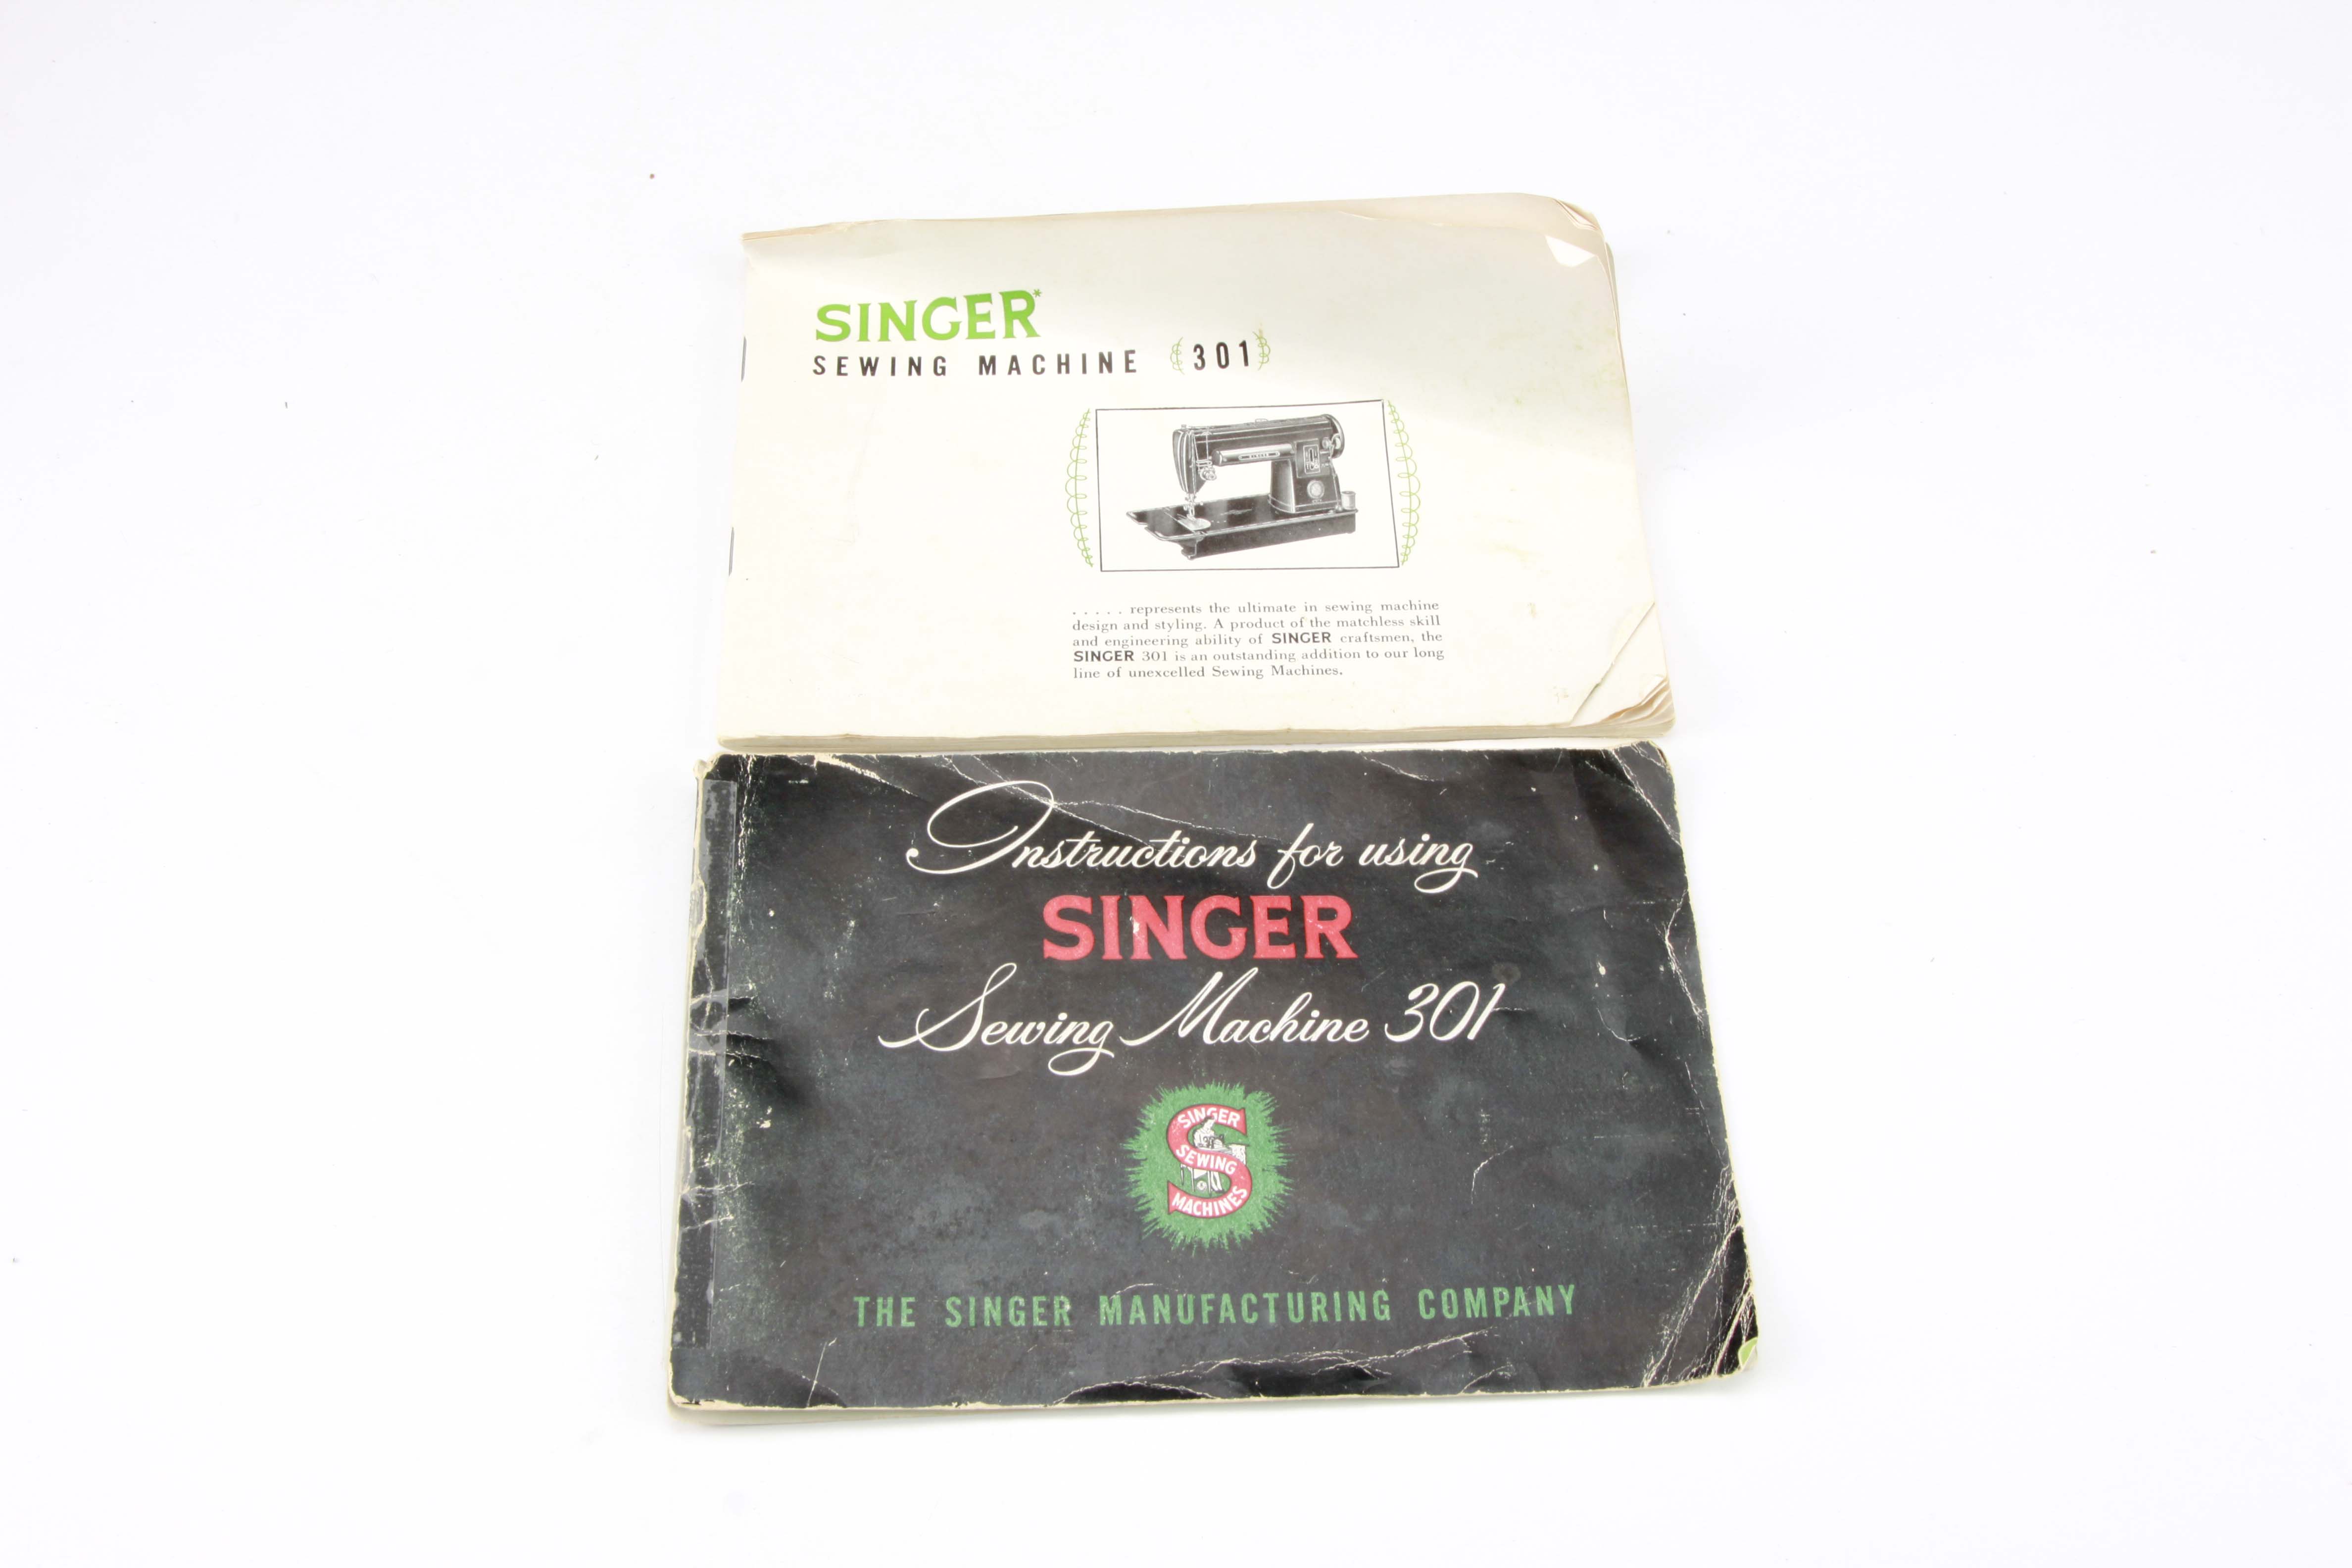 SINGER*
SEWING MACHINE 301
SINGER
. . . . . represents the ultimate in sewing machine
design and styling. A product of the matchless skill
and engineering ability of SINGER craftsmen, the
SINGER 301 is an outstanding addition to our long
line of unexcelled Sewing Machines.
Instructions for using
SINGER
Sewing Machine 301
SINGER
SEWING
MACHINES
THE SINGER MANUFACTURING COMPANY